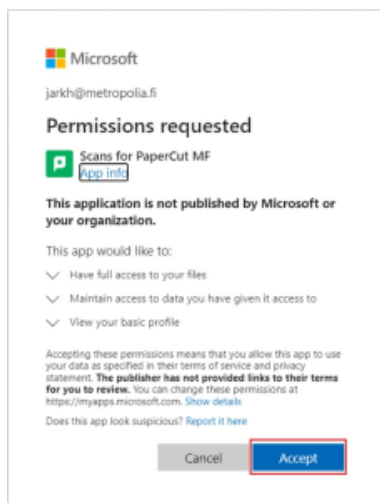 Microsoft
jarkh@metropolia.fi
Permissions requested
Scans for PaperCut MF
App info
This application is not published by Microsoft or
your organization.
This app would like to:
Have full access to your files
Maintain access to data you have given it access to
View your basic profile
Accepting these permissions means that you allow this app to use
your data as specified in their terms of service and privacy
statement. The publisher has not provided links to their terms
for you to review. You can change these permissions at
https://myapps.microsoft.com. Show details
Does this app look suspicious? Report it here
Cancel
Accept